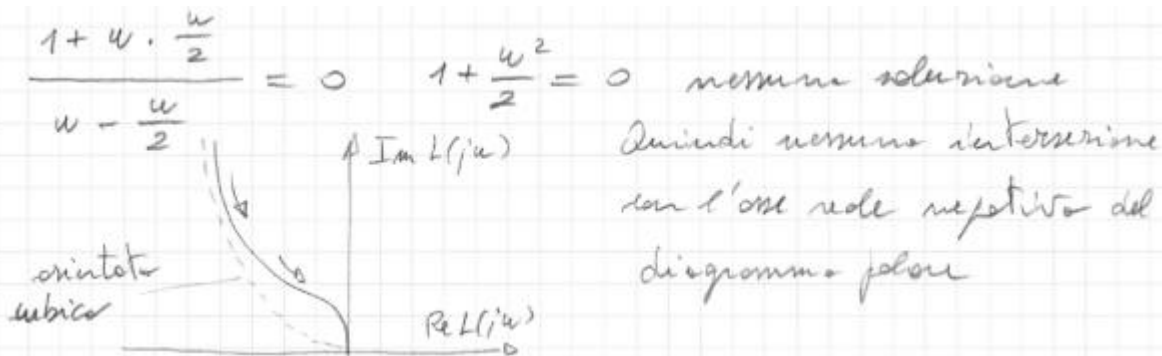 1 + w · w/2
――――― = 0    1 + w²/2 = 0    nessuna soluzione
w - w/2
Quindi nessuna intersezione
con l'asse reale negativo del
diagramma polare
Im L(jw)
asintoto
cubico
Re L(jw)